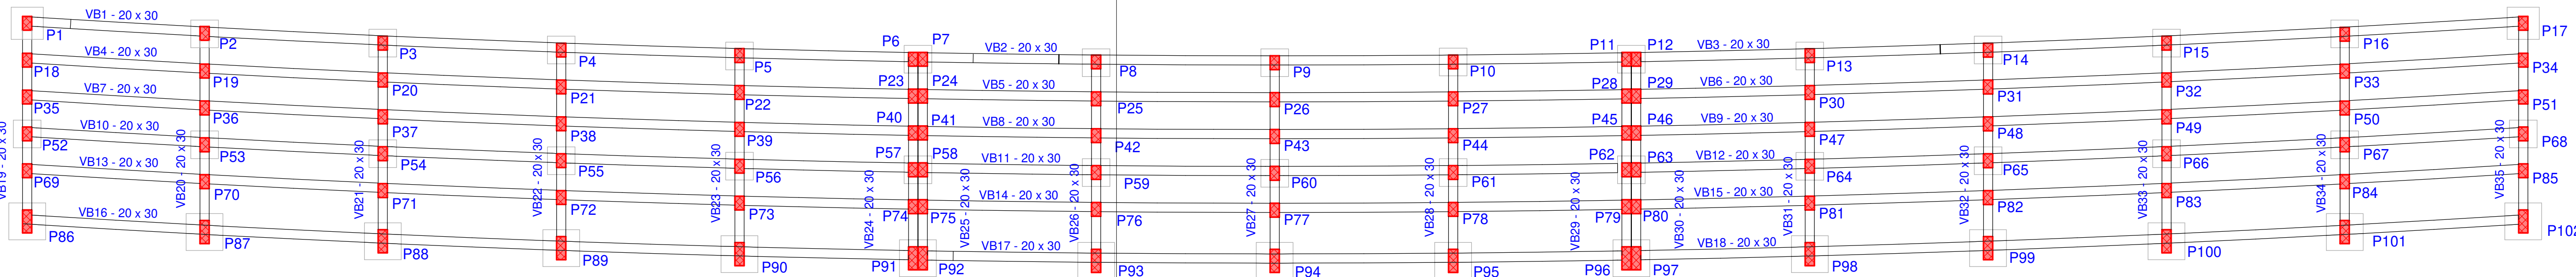 VB1 - 20 x 30
P1
P2
P3
P4
P5
P6
P7
VB2 - 20 x 30
P8
P9
P10
P11
P12
VB3 - 20 x 30
P13
P14
P15
P16
P17
VB4 - 20 x 30
P18
P19
P20
P21
P22
P23
P24
VB5 - 20 x 30
P25
P26
P27
P28
P29
VB6 - 20 x 30
P30
P31
P32
P33
P34
VB7 - 20 x 30
P35
P36
P37
P38
P39
P40
P41
VB8 - 20 x 30
P42
P43
P44
P45
P46
VB9 - 20 x 30
P47
P48
P49
P50
P51
VB10 - 20 x 30
P52
P53
P54
P55
P56
P57
P58
VB11 - 20 x 30
P59
P60
P61
P62
P63
VB12 - 20 x 30
P64
P65
P66
P67
P68
VB13 - 20 x 30
P69
P70
P71
P72
P73
P74
P75
VB14 - 20 x 30
P76
P77
P78
P79
P80
VB15 - 20 x 30
P81
P82
P83
P84
P85
VB16 - 20 x 30
P86
P87
P88
P89
P90
P91
P92
VB17 - 20 x 30
P93
P94
P95
P96
P97
VB18 - 20 x 30
P98
P99
P100
P101
P102
VB19 - 20 x 30
VB20 - 20 x 30
VB21 - 20 x 30
VB22 - 20 x 30
VB23 - 20 x 30
VB24 - 20 x 30
VB25 - 20 x 30
VB26 - 20 x 30
VB27 - 20 x 30
VB28 - 20 x 30
VB29 - 20 x 30
VB30 - 20 x 30
VB31 - 20 x 30
VB32 - 20 x 30
VB33 - 20 x 30
VB34 - 20 x 30
VB35 - 20 x 30